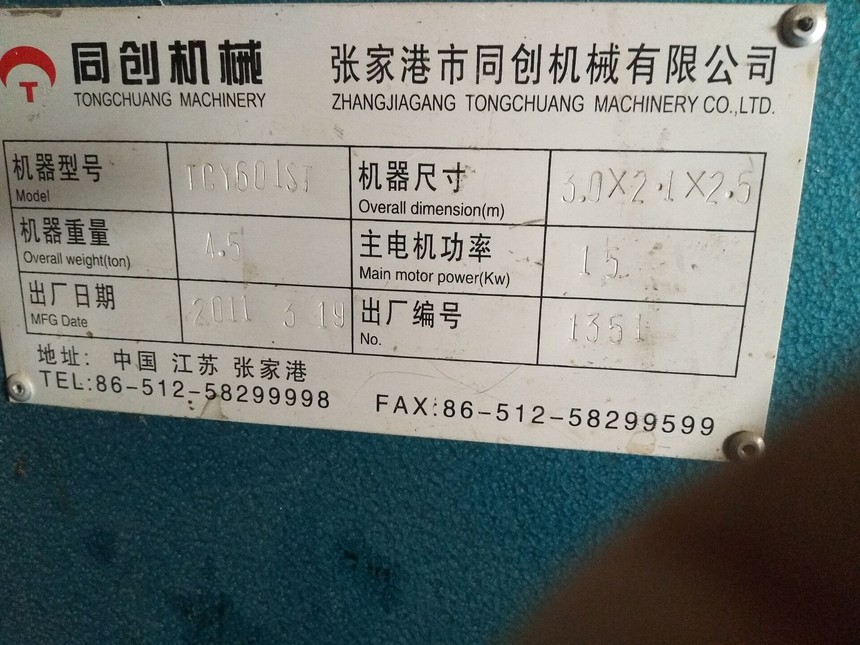 T
同创机械
TONGCHUANG MACHINERY
张家港市同创机械有限公司
ZHANGJIAGANG TONGCHUANG MACHINERY CO.,LTD.
机器型号 TCY601ST 机器尺寸 3.0X2.1X2.5
Model Overall dimension(m)
机器重量 4.5 主电机功率 15
Overall weight(ton) Main motor power(Kw)
出厂日期 2011 3 19 出厂编号 1351
MFG Date No.
地址: 中国 江苏 张家港
TEL:86-512-58299998 FAX:86-512-58299599